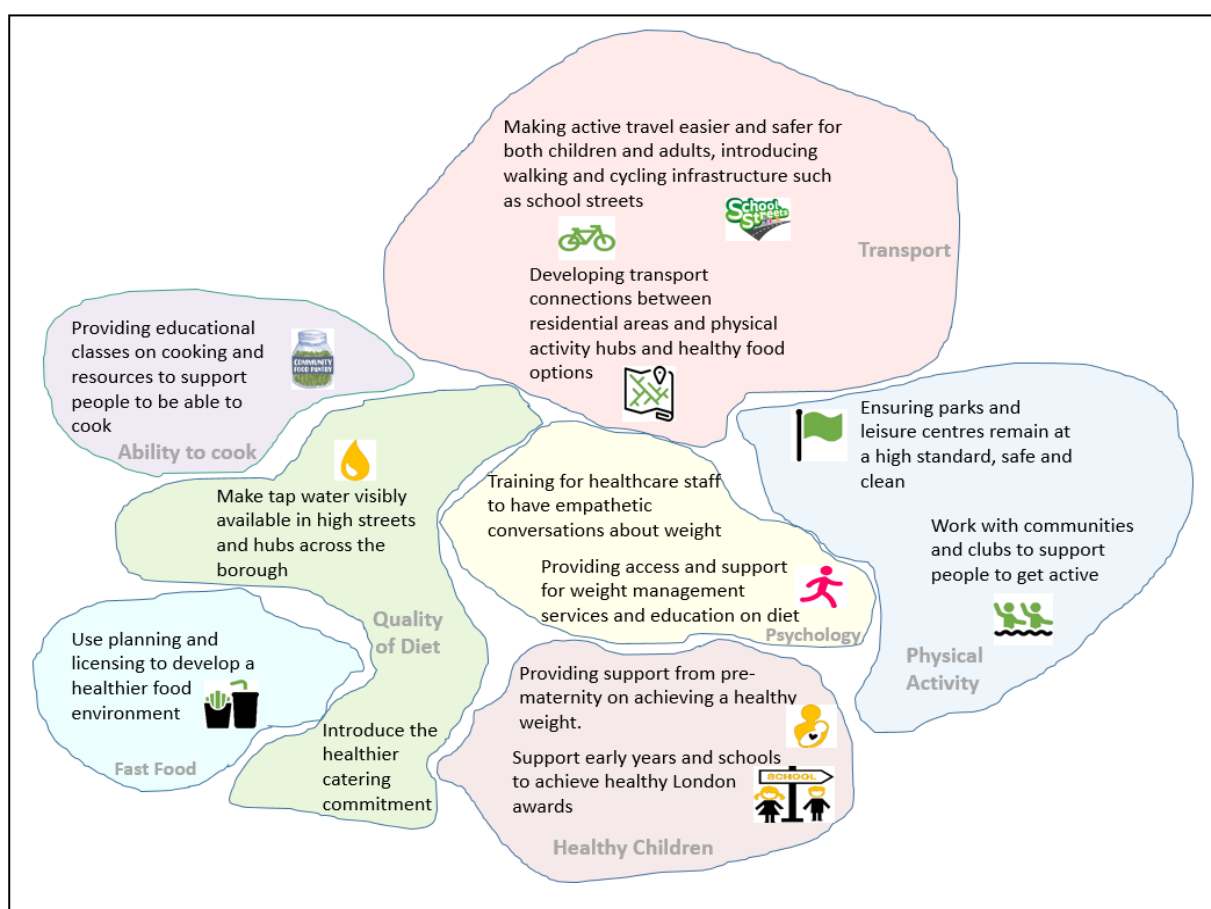 Making active travel easier and safer for
both children and adults, introducing
walking and cycling infrastructure such
as school streets
School
Streets
Transport
Developing transport
connections between
residential areas and physical
activity hubs and healthy food
options
Providing educational
classes on cooking and
resources to support
people to be able to
cook
COMMUNITY
FOOD PANTRY
Ability to cook
Ensuring parks and
leisure centres remain at
a high standard, safe and
clean
Work with communities
and clubs to support
people to get active
Physical
Activity
Make tap water visibly
available in high streets
and hubs across the
borough
Quality
of Diet
Introduce the
healthier
catering
commitment
Training for healthcare staff
to have empathetic
conversations about weight
Providing access and support
for weight management
services and education on diet
Psychology
Use planning and
licensing to develop a
healthier food
environment
Fast Food
Providing support from pre-
maternity on achieving a healthy
weight.
Support early years and schools
to achieve healthy London
awards
SCHOOL
Healthy Children